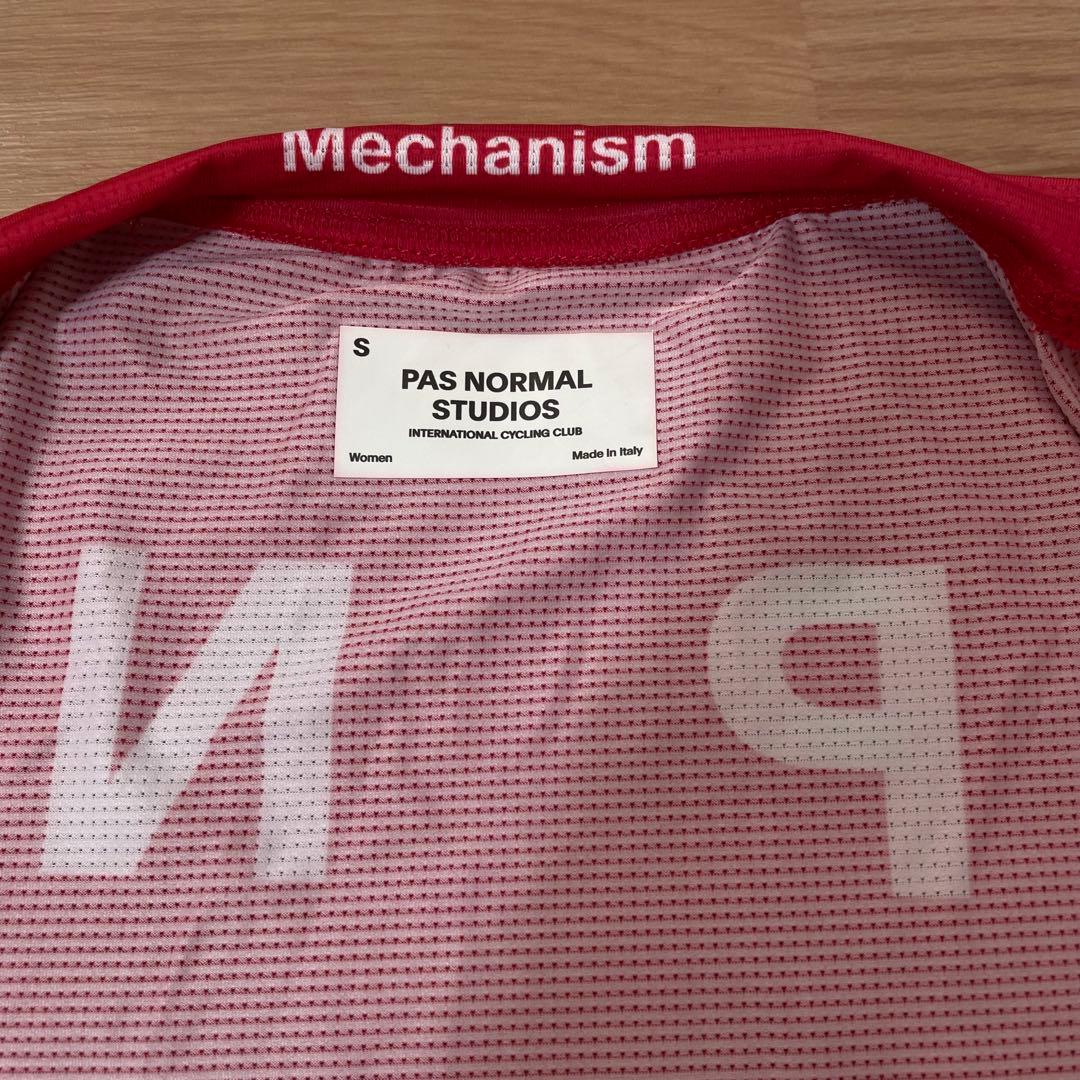 Mechanism
S
PAS NORMAL
STUDIOS
INTERNATIONAL CYCLING CLUB
Women Made in Italy
N P